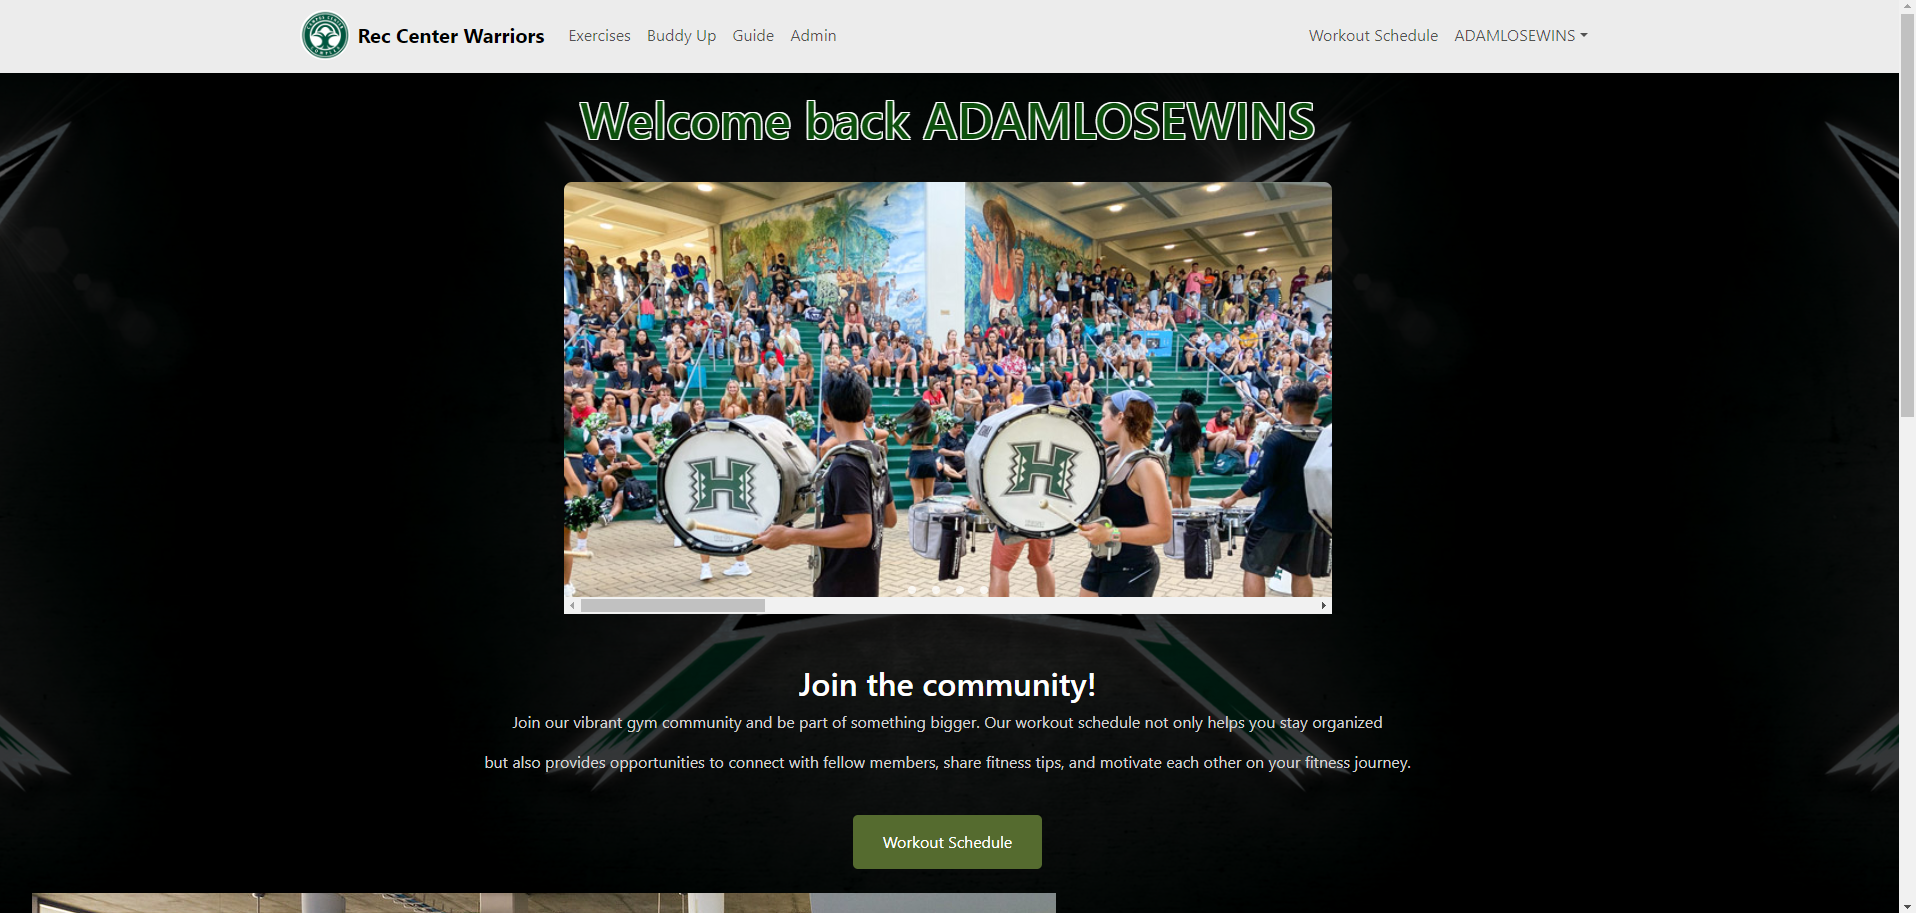 Rec Center Warriors Exercises Buddy Up Guide Admin Workout Schedule ADAMLOSEWINS
Welcome back ADAMLOSEWINS
H H
Join the community!
Join our vibrant gym community and be part of something bigger. Our workout schedule not only helps you stay organized
but also provides opportunities to connect with fellow members, share fitness tips, and motivate each other on your fitness journey.
Workout Schedule